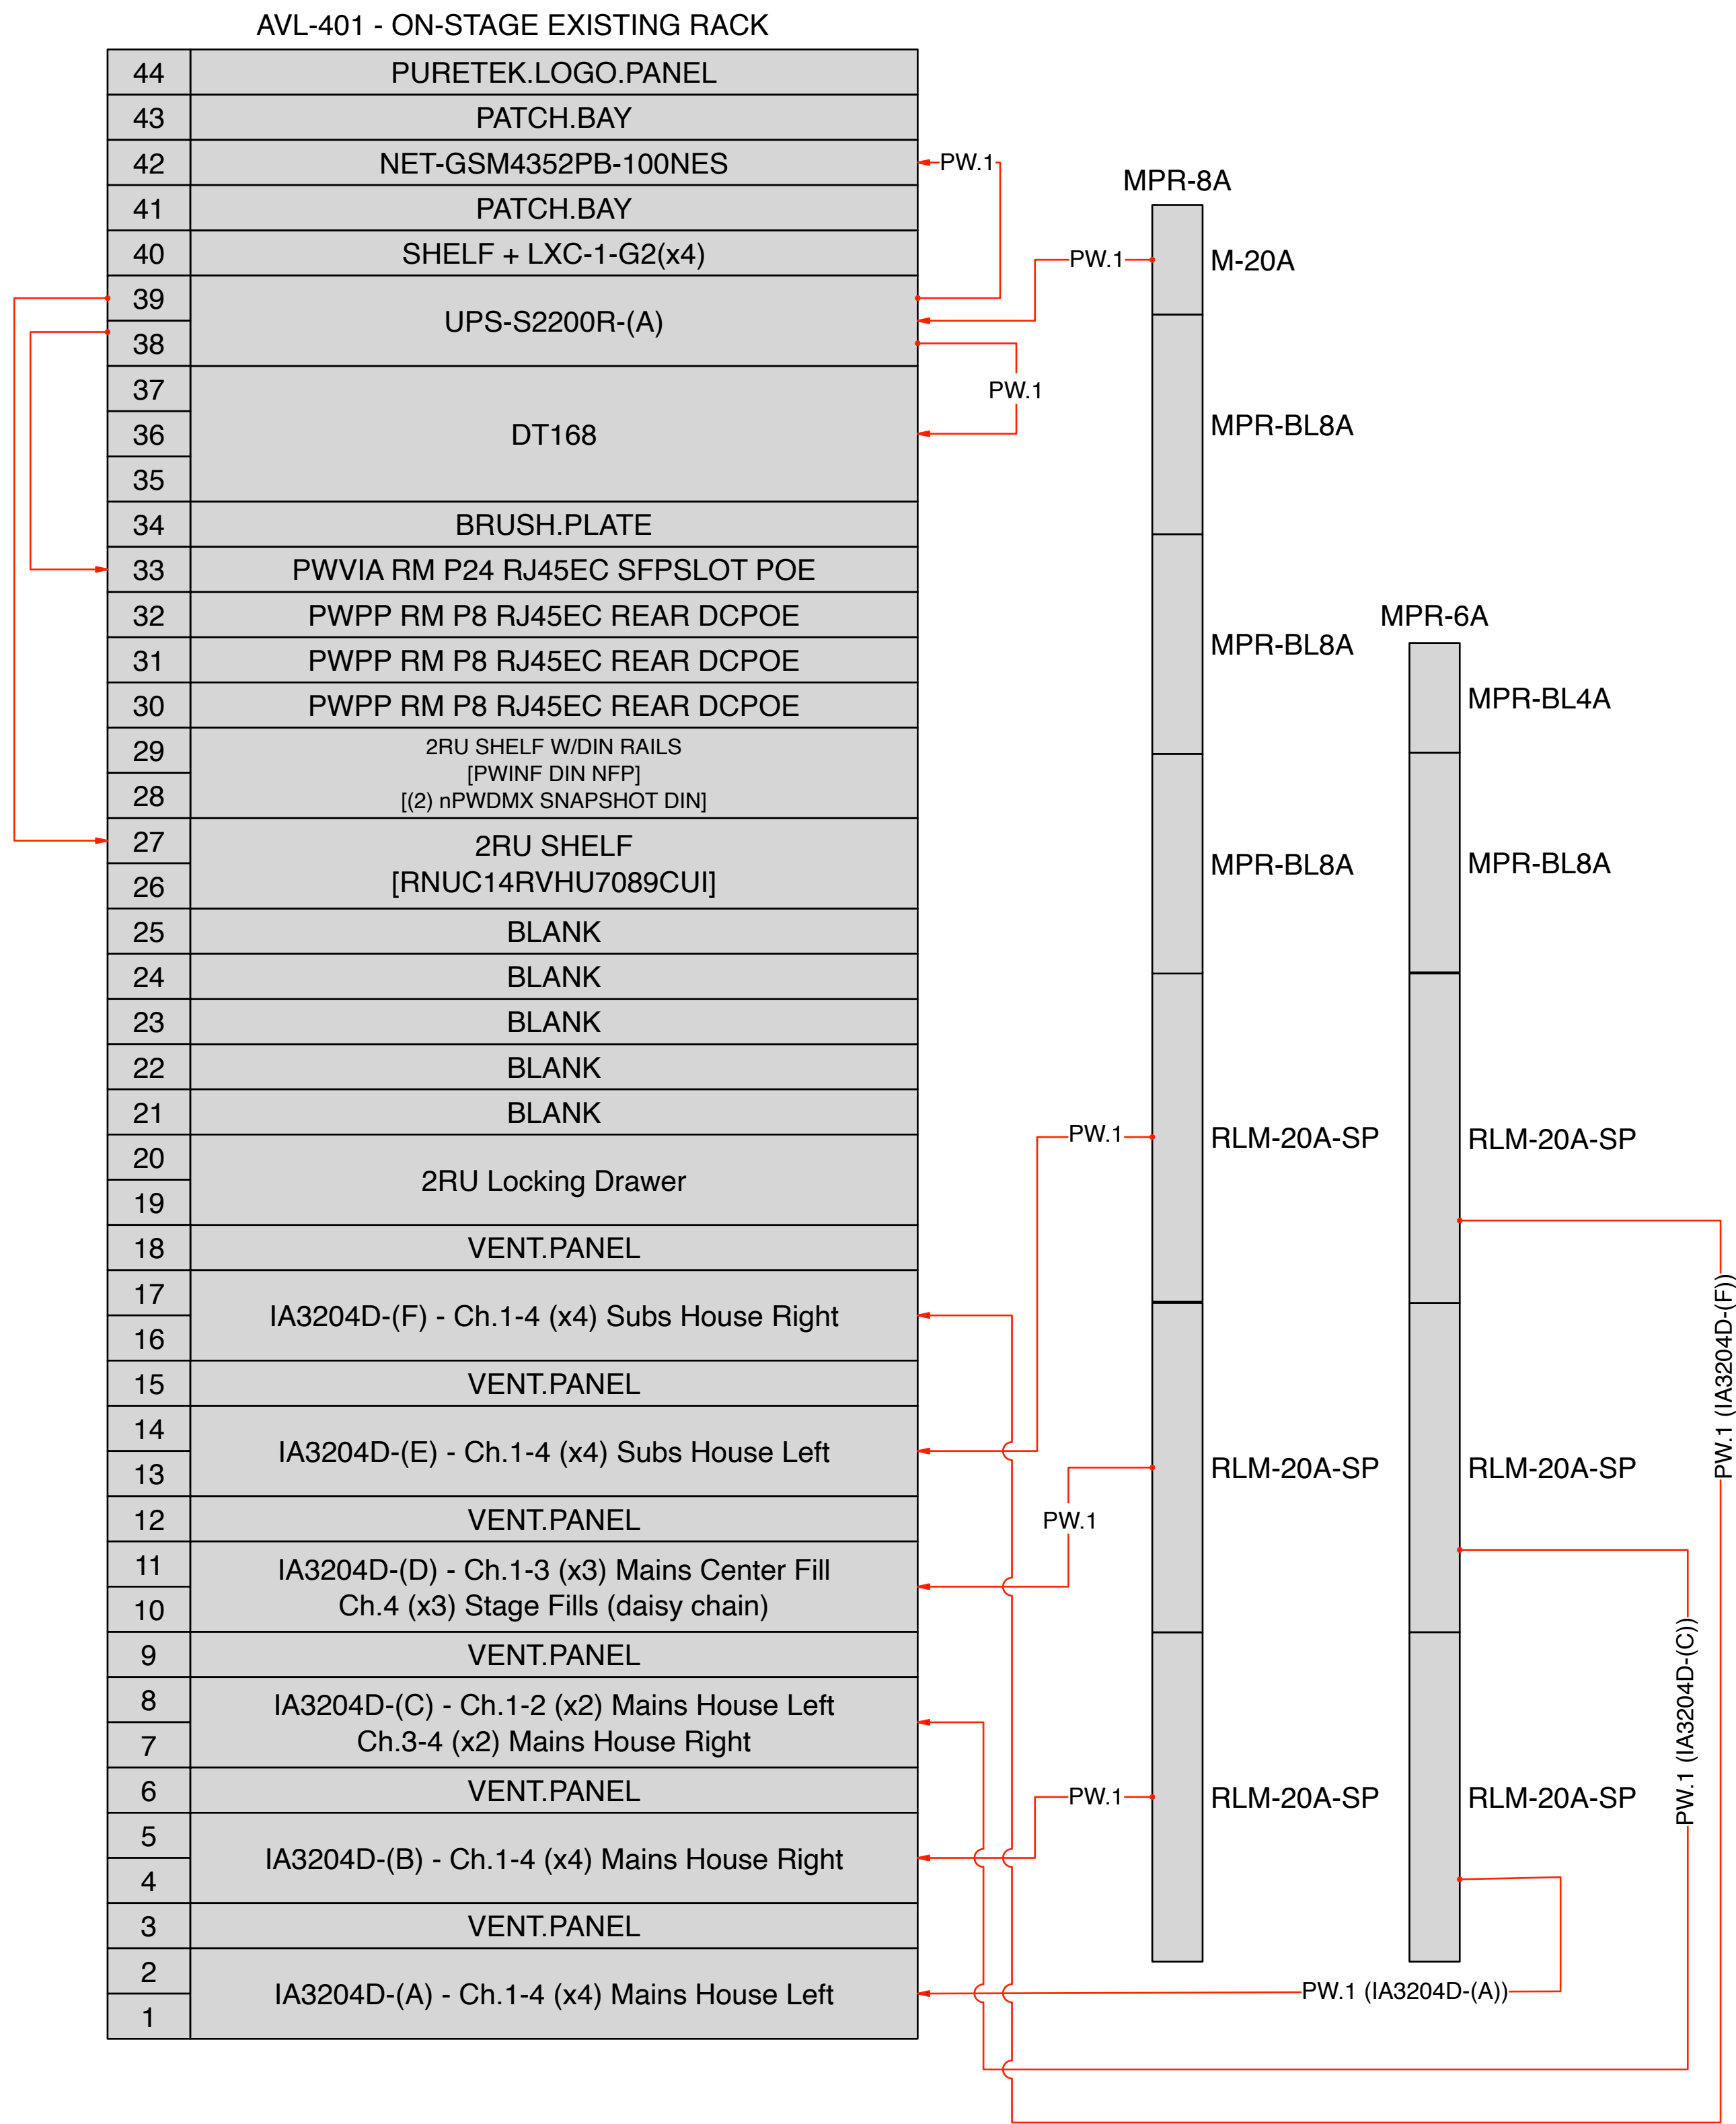 AVL-401 - ON-STAGE EXISTING RACK
44 PURETEK.LOGO.PANEL
43 PATCH.BAY
42 NET-GSM4352PB-100NES
PW.1
41 PATCH.BAY
40 SHELF + LXC-1-G2(x4)
39
UPS-S2200R-(A)
38
37
PW.1
36 DT168
35
34 BRUSH.PLATE
33 PWVIA RM P24 RJ45EC SFPSLOT POE
32 PWPP RM P8 RJ45EC REAR DCPOE
31 PWPP RM P8 RJ45EC REAR DCPOE
30 PWPP RM P8 RJ45EC REAR DCPOE
29 2RU SHELF W/DIN RAILS
[PWINF DIN NFP]
28 [(2) nPWDMX SNAPSHOT DIN]
27 2RU SHELF
26 [RNUC14RVHU7089CUI]
25 BLANK
24 BLANK
23 BLANK
22 BLANK
21 BLANK
20
2RU Locking Drawer
19
18 VENT.PANEL
17
IA3204D-(F) - Ch.1-4 (x4) Subs House Right
16
15 VENT.PANEL
14
IA3204D-(E) - Ch.1-4 (x4) Subs House Left
13
12 VENT.PANEL
11 IA3204D-(D) - Ch.1-3 (x3) Mains Center Fill
10 Ch.4 (x3) Stage Fills (daisy chain)
9 VENT.PANEL
8 IA3204D-(C) - Ch.1-2 (x2) Mains House Left
7 Ch.3-4 (x2) Mains House Right
6 VENT.PANEL
5
IA3204D-(B) - Ch.1-4 (x4) Mains House Right
4
3 VENT.PANEL
2
IA3204D-(A) - Ch.1-4 (x4) Mains House Left
1
MPR-8A
PW.1 M-20A
MPR-BL8A
MPR-BL8A
MPR-BL8A
PW.1 RLM-20A-SP
RLM-20A-SP
PW.1
PW.1 RLM-20A-SP
MPR-6A
MPR-BL4A
MPR-BL8A
RLM-20A-SP
RLM-20A-SP
RLM-20A-SP
PW.1 (IA3204D-(F))
PW.1 (IA3204D-(C))
PW.1 (IA3204D-(A))